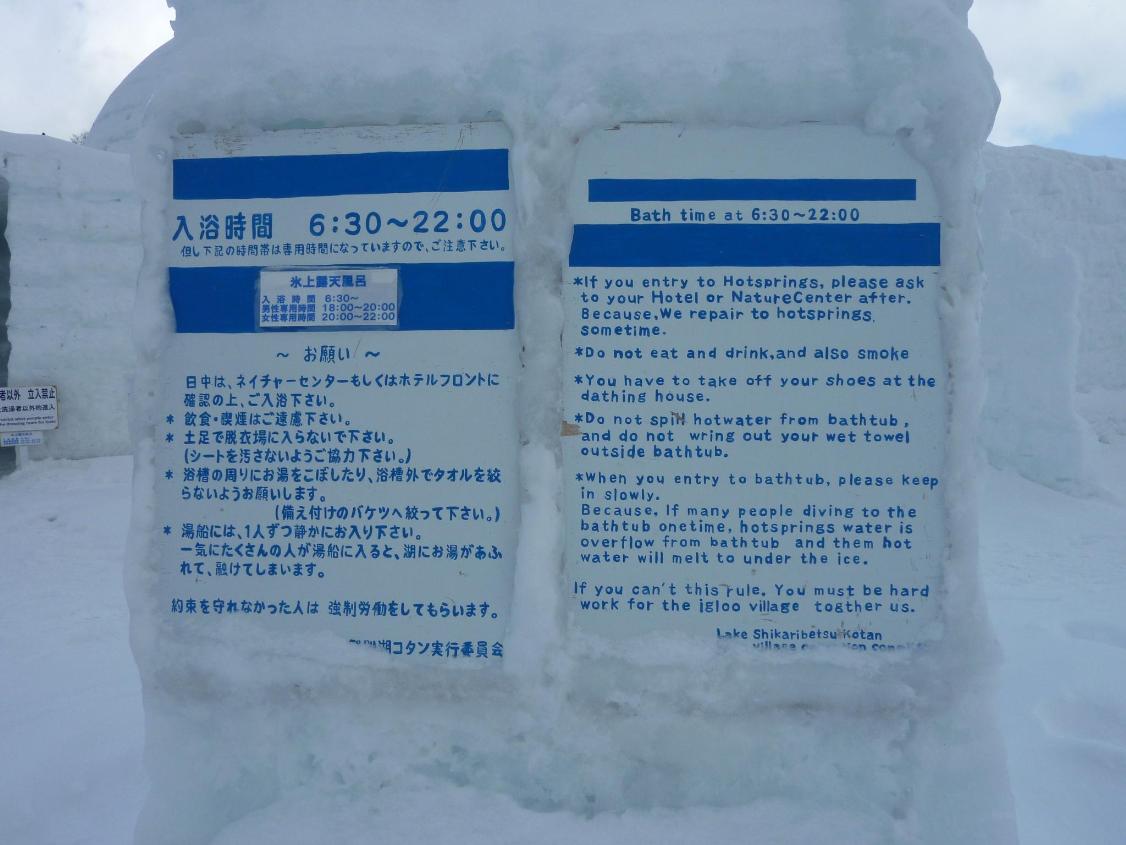 入浴時間 6:30～22:00
但し下記の時間帯は専用時間になっていますので、ご注意下さい。
氷上露天風呂
入浴時間 6:30～
男性専用時間 18:00～20:00
女性専用時間 20:00～22:00
～ お願い ～
日中は、ネイチャーセンターもしくはホテルフロントに
確認の上、ご入浴下さい。
* 飲食・喫煙はご遠慮下さい。
* 土足で脱衣場に入らないで下さい。
(シートを汚さないようご協力下さい。)
* 浴槽の周りにお湯をこぼしたり、浴槽外でタオルを絞
らないようお願いします。
(備え付けのバケツへ絞って下さい。)
* 湯船には、1人ずつ静かにお入り下さい。
一気にたくさんの人が湯船に入ると、湖にお湯があふ
れて、融けてしまいます。
約束を守れなかった人は 強制労働をしてもらいます。
湖コタン実行委員会
Bath time at 6:30～22:00
*If you entry to Hotsprings, please ask
to your Hotel or NatureCenter after.
Because,We repair to hotsprings
sometime.
*Do not eat and drink,and also smoke
*You have to take off your shoes at the
dathing house.
*Do not spill hotwater from bathtub,
and do not wring out your wet towel
outside bathtub.
*When you entry to bathtub, please keep
in slowly.
Because, If many people diving to the
bathtub onetime, hotsprings water is
overflow from bathtub and them hot
water will melt to under the ice.
If you can't this rule, You must be hard
work for the igloo village togther us.
Lake Shikaribetsu Kotan
village
者以外 立入禁止